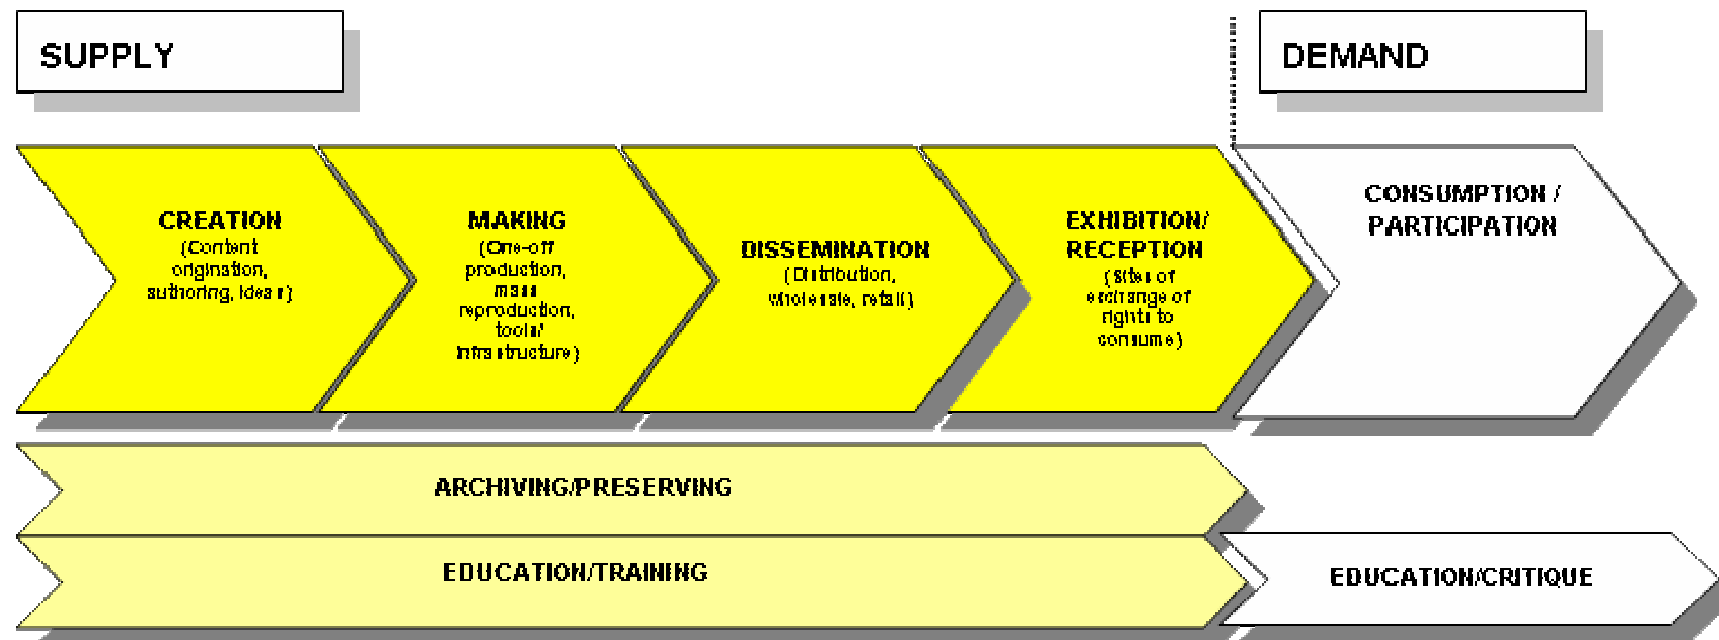 SUPPLY
DEMAND
CREATION
(Content
origination,
authoring, ideas)
MAKING
(One-off
production,
mass
reproduction,
tools/
infrastructure)
DISSEMINATION
(Distribution,
wholesale, retail)
EXHIBITION/
RECEPTION
(Sites of
exchange of
rights to
consume)
CONSUMPTION /
PARTICIPATION
ARCHIVING/PRESERVING
EDUCATION/TRAINING
EDUCATION/CRITIQUE